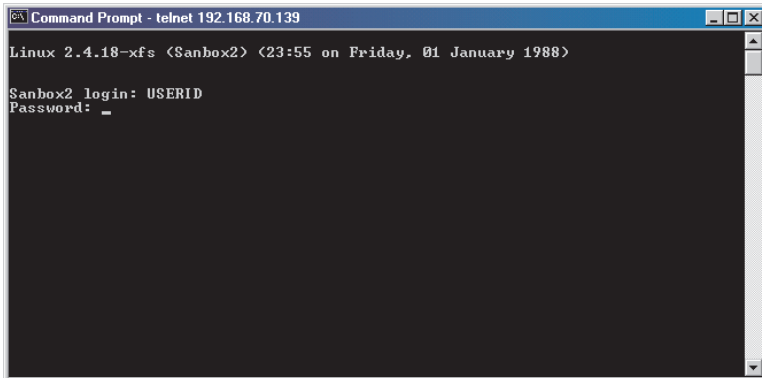 Command Prompt - telnet 192.168.70.139
Linux 2.4.18-xfs (Sanbox2) (23:55 on Friday, 01 January 1988)
Sanbox2 login: USERID
Password: _